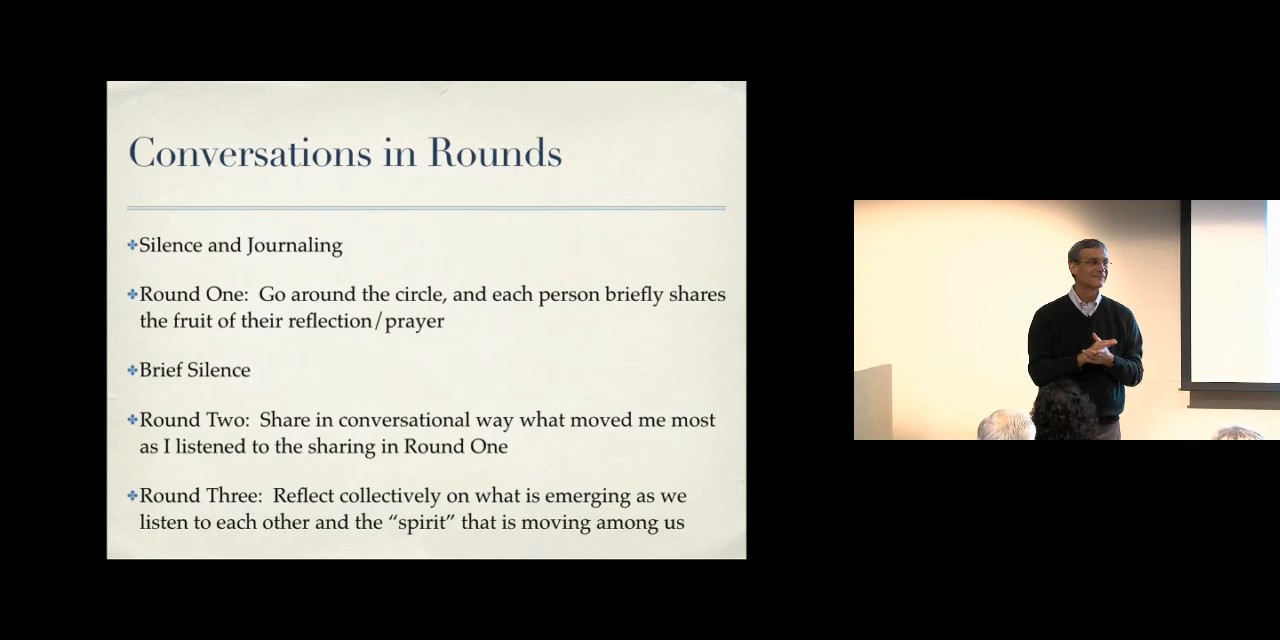 Conversations in Rounds
Silence and Journaling
Round One: Go around the circle, and each person briefly shares
the fruit of their reflection/prayer
Brief Silence
Round Two: Share in conversational way what moved me most
as I listened to the sharing in Round One
Round Three: Reflect collectively on what is emerging as we
listen to each other and the “spirit” that is moving among us